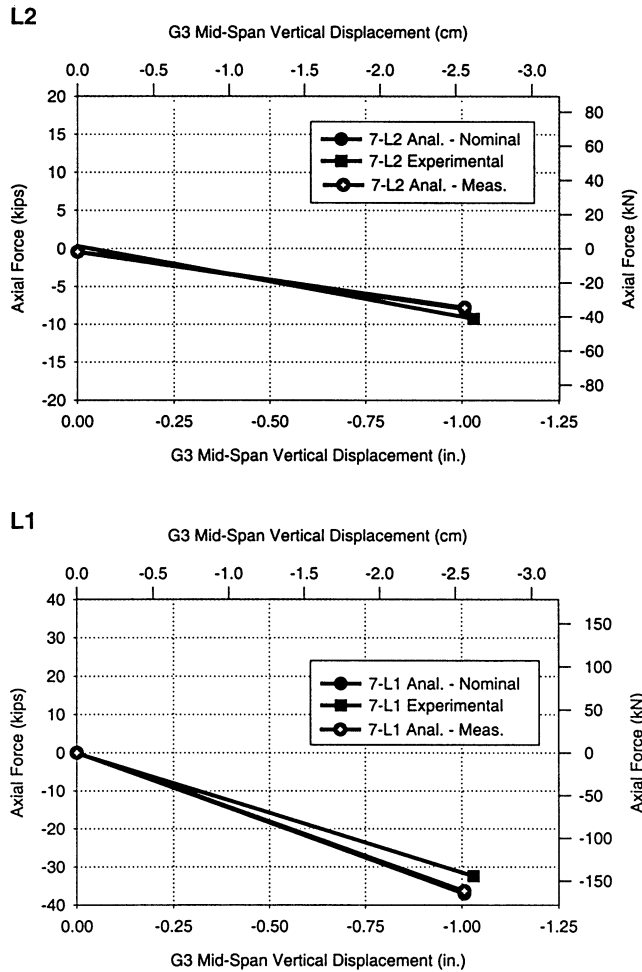 L2
G3 Mid-Span Vertical Displacement (cm)
0.0 -0.5 -1.0 -1.5 -2.0 -2.5 -3.0
20
15
10
5
0
-5
-10
-15
-20
Axial Force (kips)
7-L2 Anal. - Nominal
7-L2 Experimental
7-L2 Anal. - Meas.
80
60
40
20
0
-20
-40
-60
-80
Axial Force (kN)
0.00 -0.25 -0.50 -0.75 -1.00 -1.25
G3 Mid-Span Vertical Displacement (in.)
L1
G3 Mid-Span Vertical Displacement (cm)
0.0 -0.5 -1.0 -1.5 -2.0 -2.5 -3.0
40
30
20
10
0
-10
-20
-30
-40
Axial Force (kips)
7-L1 Anal. - Nominal
7-L1 Experimental
7-L1 Anal. - Meas.
150
100
50
0
-50
-100
-150
Axial Force (kN)
0.00 -0.25 -0.50 -0.75 -1.00 -1.25
G3 Mid-Span Vertical Displacement (in.)